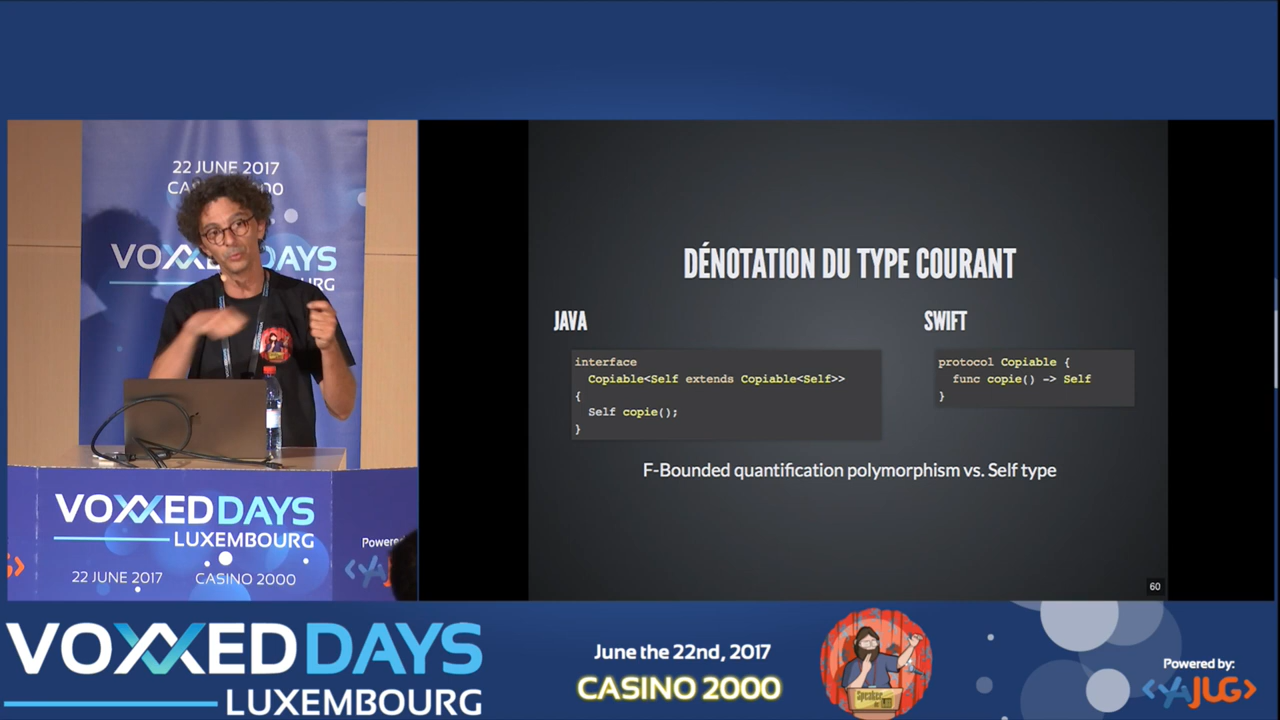 22 JUNE 2017
VOXXED DAYS
DÉNOTATION DU TYPE COURANT
JAVA
interface
Copiable<Self extends Copiable<Self>>
{
Self copie();
}
SWIFT
protocol Copiable {
func copie() -> Self
}
F-Bounded quantification polymorphism vs. Self type
60
VOXXED DAYS
LUXEMBOURG
22 JUNE 2017 CASINO 2000
VOXXED DAYS
LUXEMBOURG
June the 22nd, 2017
CASINO 2000
Speaker
Powered by:
<YAJUG>